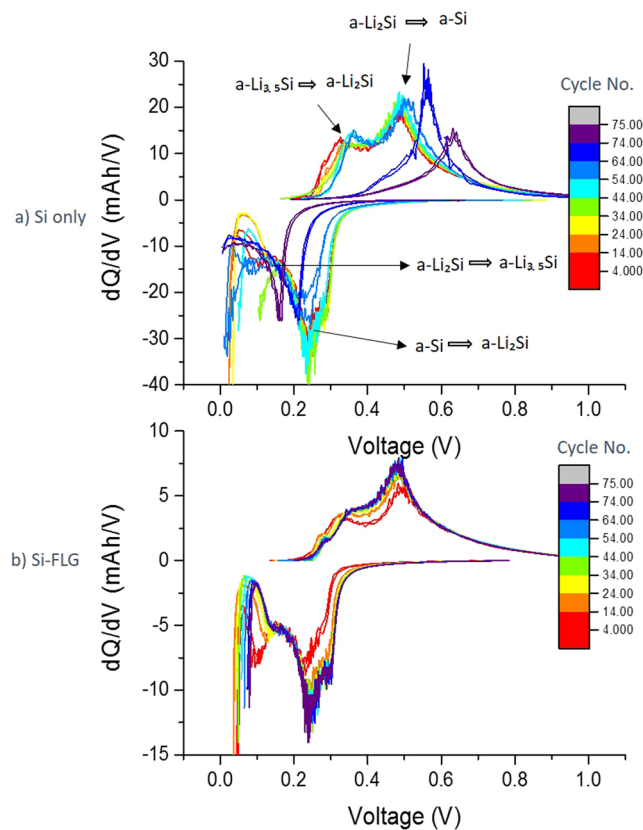 a-Li₂Si ⇒ a-Si
a-Li₃,₅Si ⇒ a-Li₂Si
Cycle No.
30
20
10
0
-10
-20
-30
-40
dQ/dV (mAh/V)
a) Si only
75.00
74.00
64.00
54.00
44.00
34.00
24.00
14.00
4.000
a-Li₂Si ⇒ a-Li₃,₅Si
a-Si ⇒ a-Li₂Si
0.0 0.2 0.4 0.6 0.8 1.0
Voltage (V)
Cycle No.
10
5
0
-5
-10
-15
dQ/dV (mAh/V)
b) Si-FLG
75.00
74.00
64.00
54.00
44.00
34.00
24.00
14.00
4.000
0.0 0.2 0.4 0.6 0.8 1.0
Voltage (V)